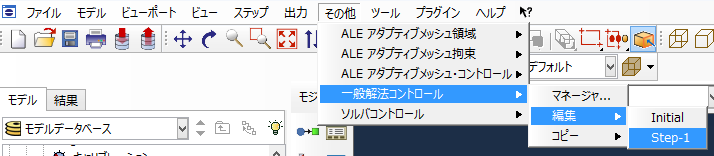 ファイル モデル ビューポート ビュー ステップ 出力 その他 ツール プラグイン ヘルプ
ALE アダプティブメッシュ領域
ALE アダプティブメッシュ拘束
ALE アダプティブメッシュ・コントロール
デフォルト
一般解法コントロール
マネージャ...
モデル 結果
モジ
ソルバコントロール
編集
Initial
モデルデータベース
コピー
Step-1